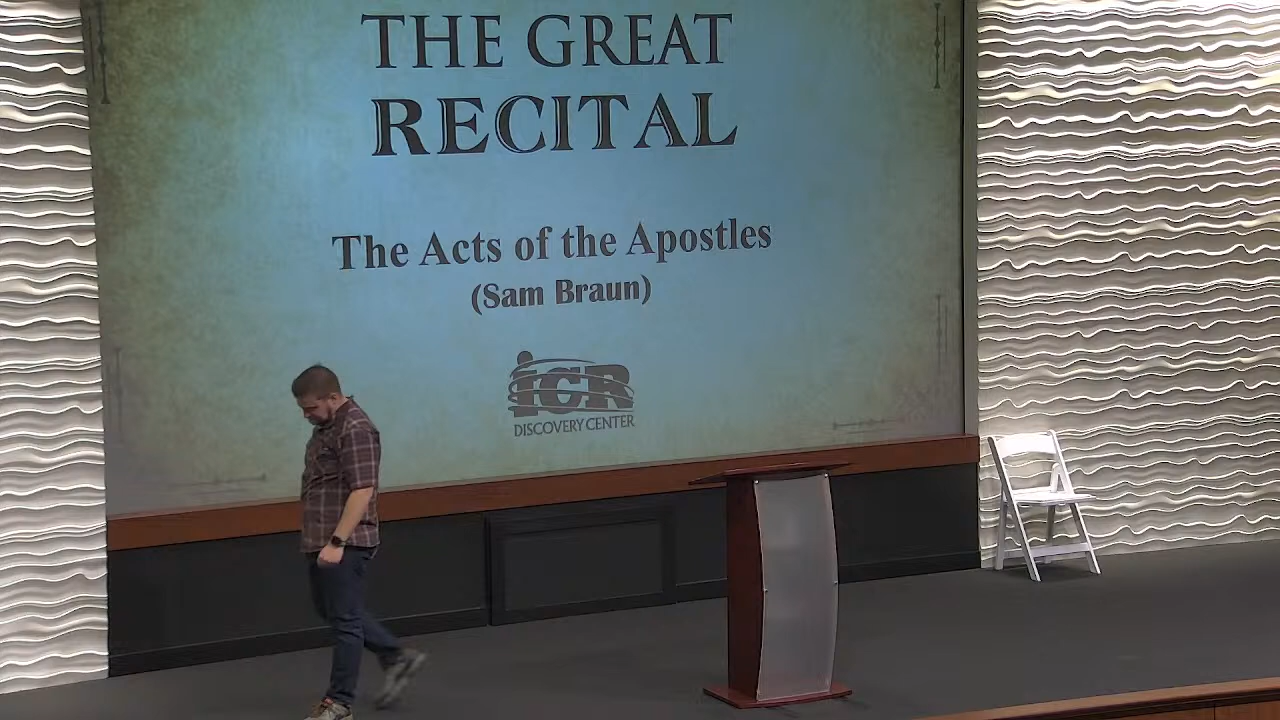 THE GREAT
RECITAL
The Acts of the Apostles
(Sam Braun)
iCR
DISCOVERY CENTER